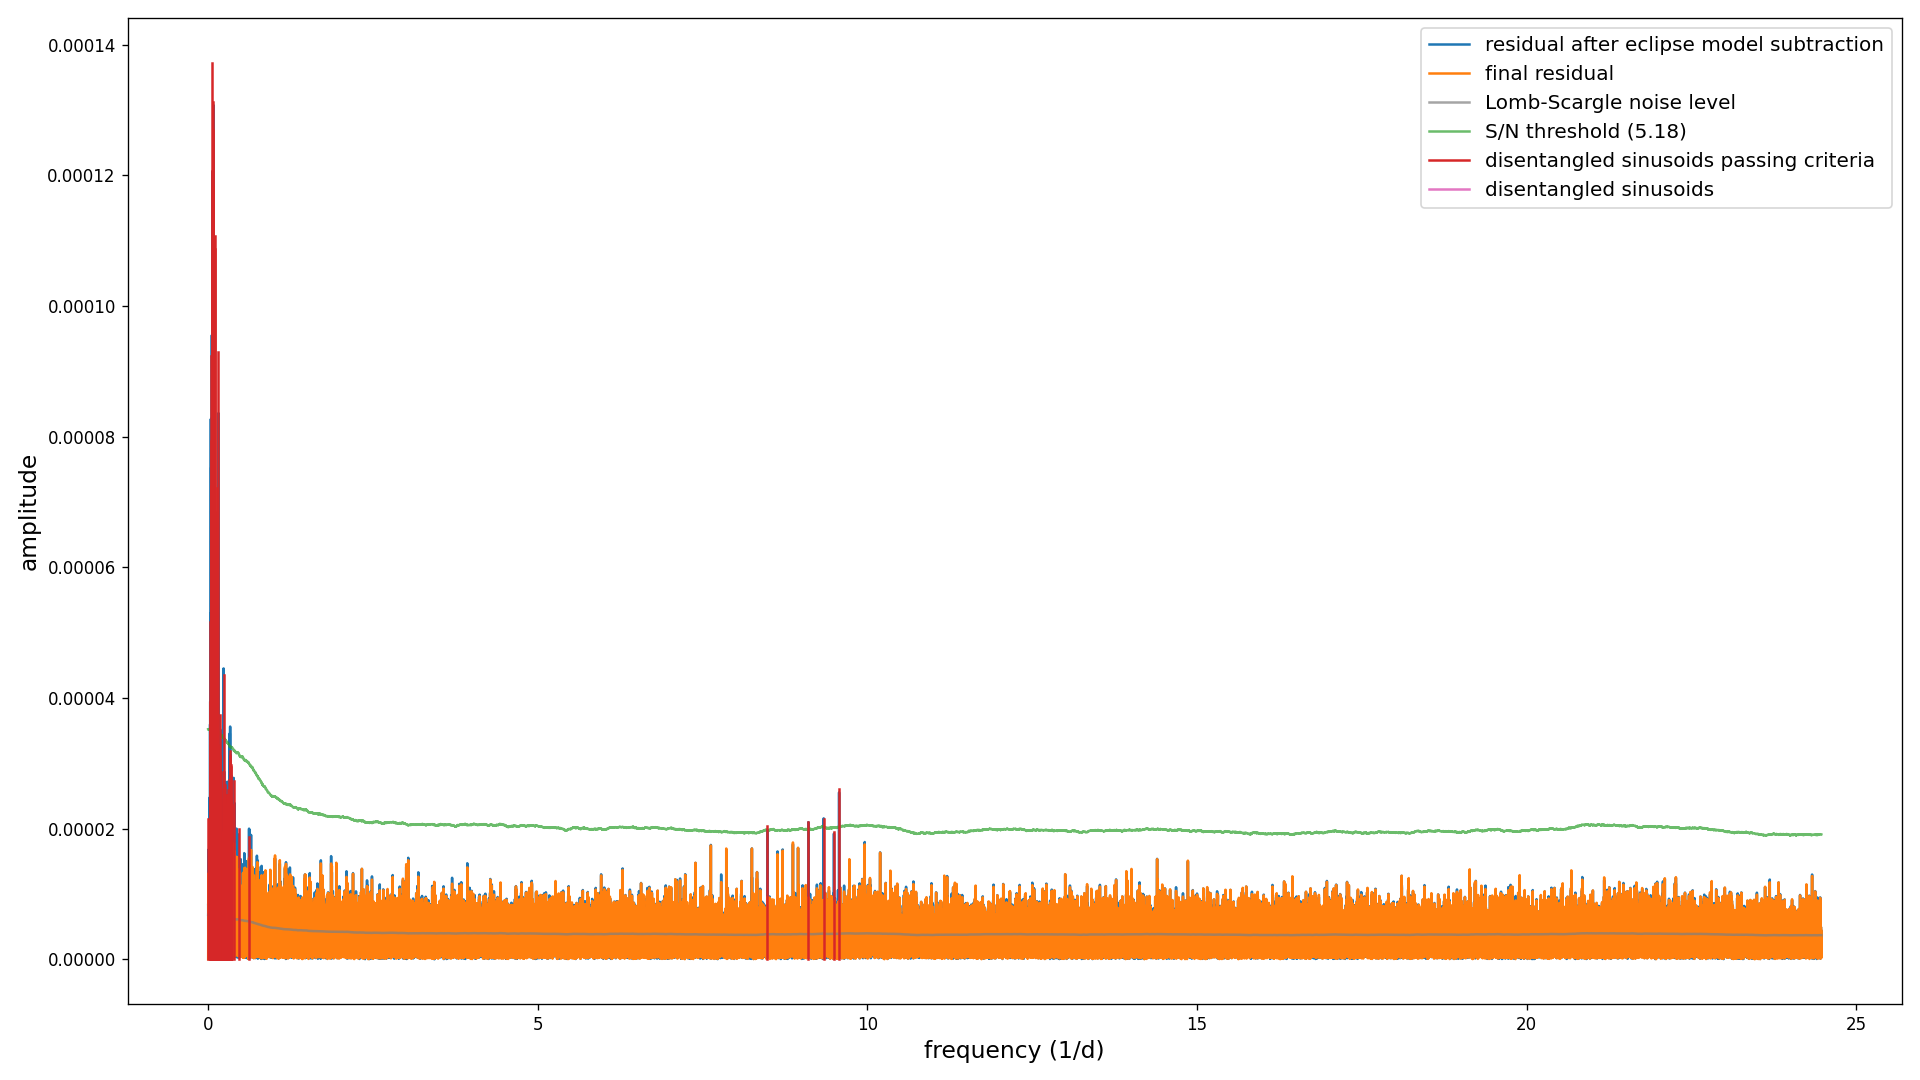 0.00014
0.00012
0.00010
0.00008
0.00006
0.00004
0.00002
0.00000
amplitude
residual after eclipse model subtraction
final residual
Lomb-Scargle noise level
S/N threshold (5.18)
disentangled sinusoids passing criteria
disentangled sinusoids
0 5 10 15 20 25
frequency (1/d)